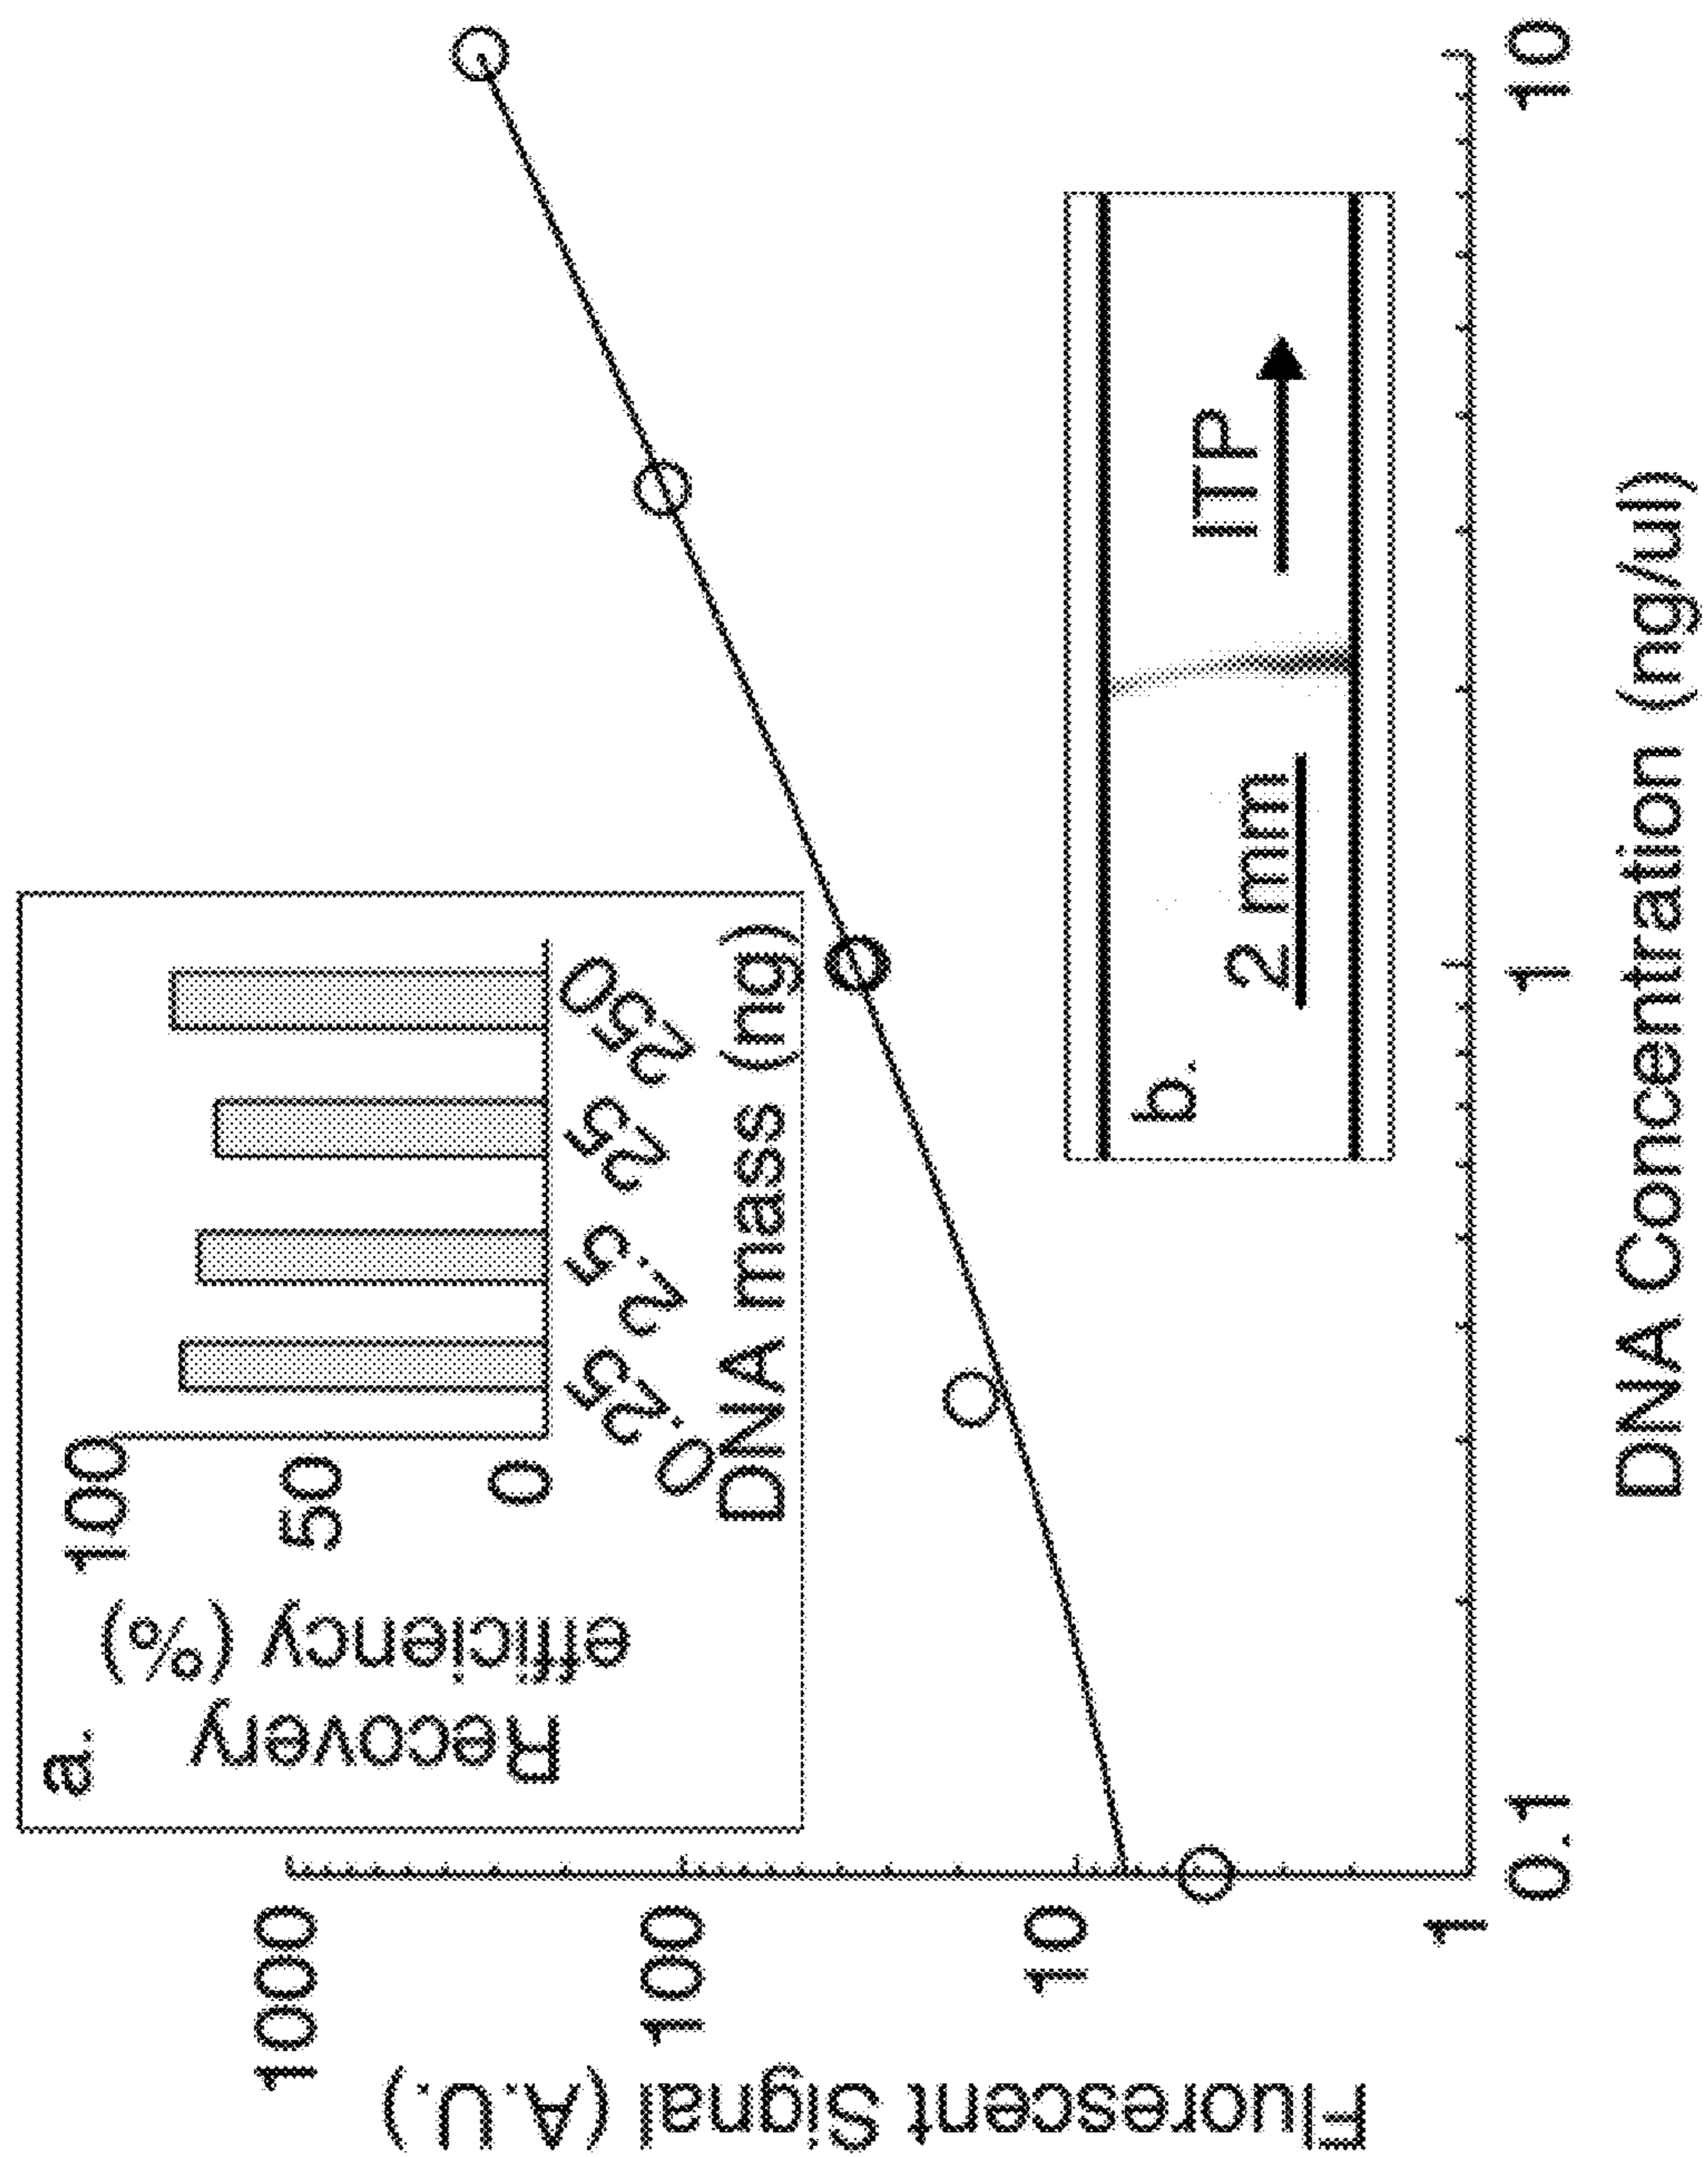 a.
Recovery
efficiency (%)
100
50
0
0.25
2.5
25
250
DNA mass (ng)
Fluorescent Signal (A.U.)
1000
100
10
1
b.
2 mm
ITP
0.1
1
10
DNA Concentration (ng/ul)